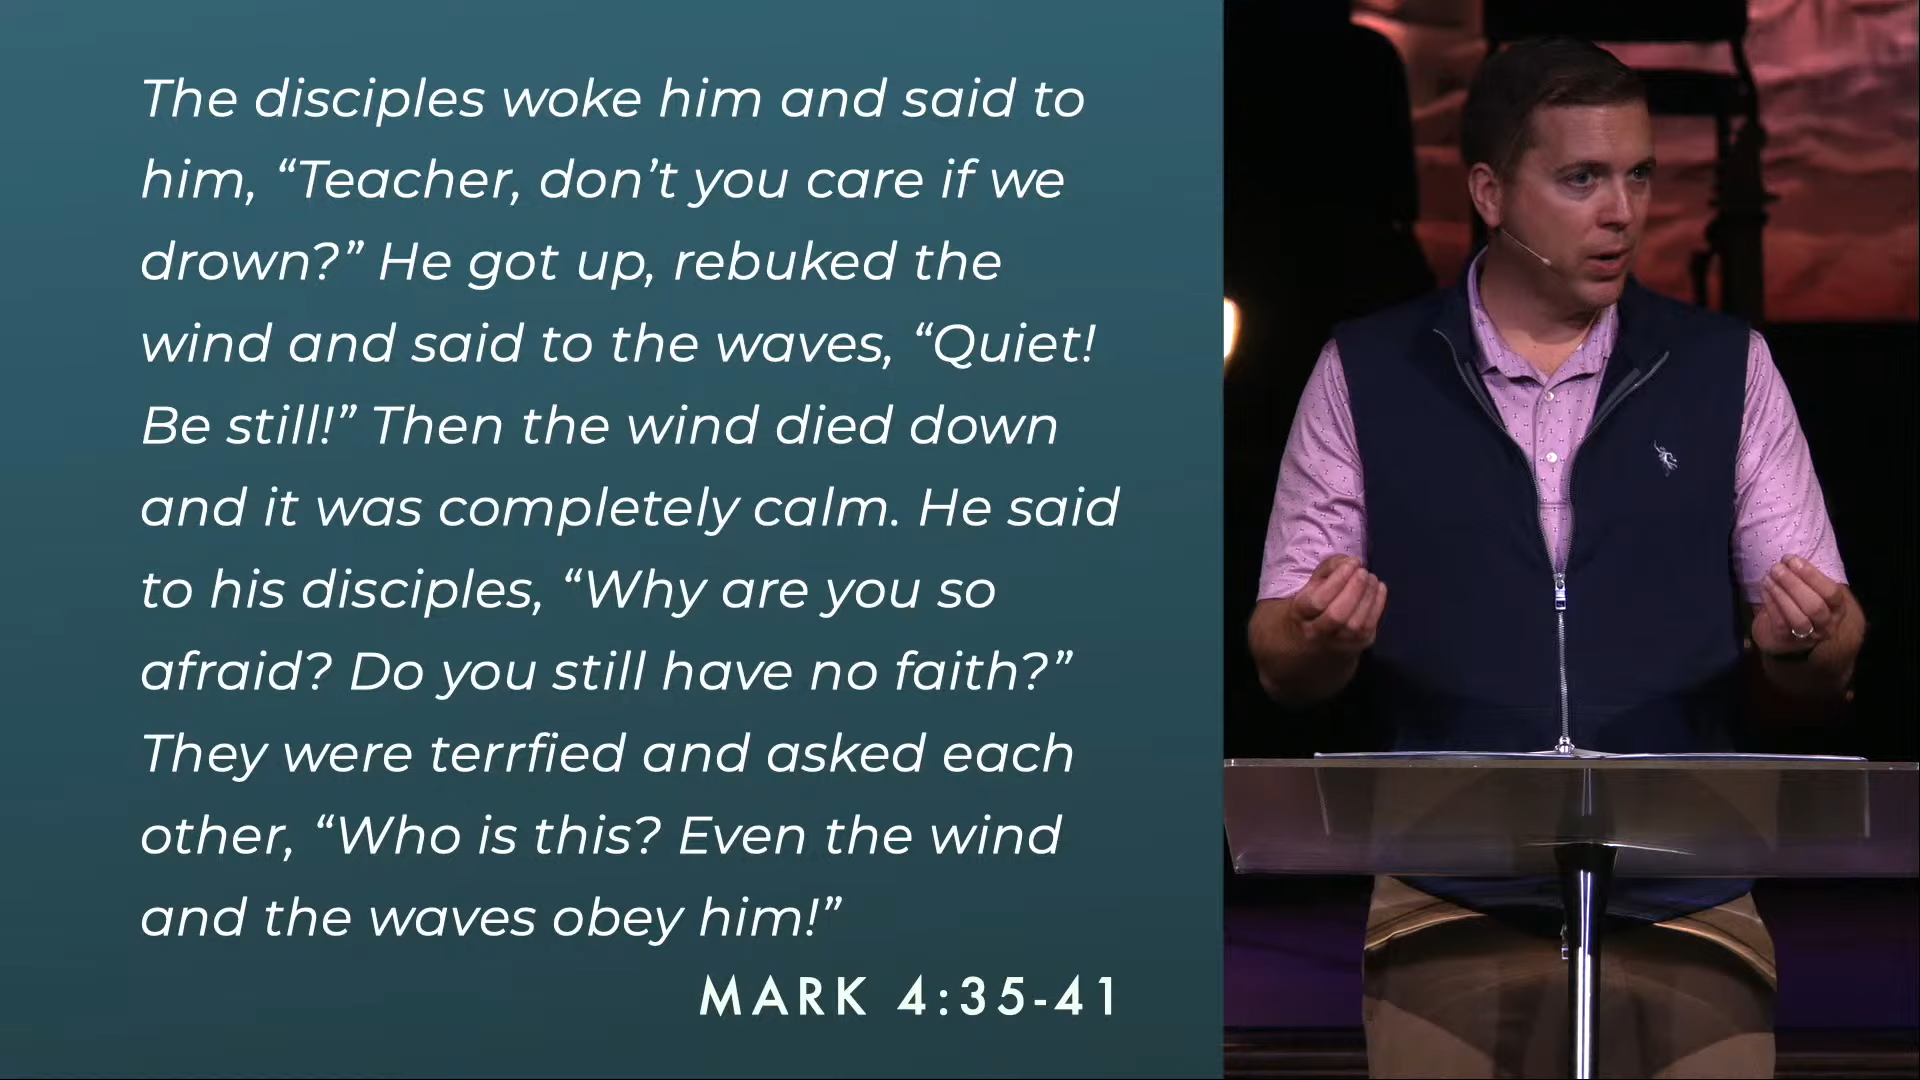 The disciples woke him and said to
him, “Teacher, don’t you care if we
drown?” He got up, rebuked the
wind and said to the waves, “Quiet!
Be still!” Then the wind died down
and it was completely calm. He said
to his disciples, “Why are you so
afraid? Do you still have no faith?”
They were terrfied and asked each
other, “Who is this? Even the wind
and the waves obey him!”
MARK 4:35-41